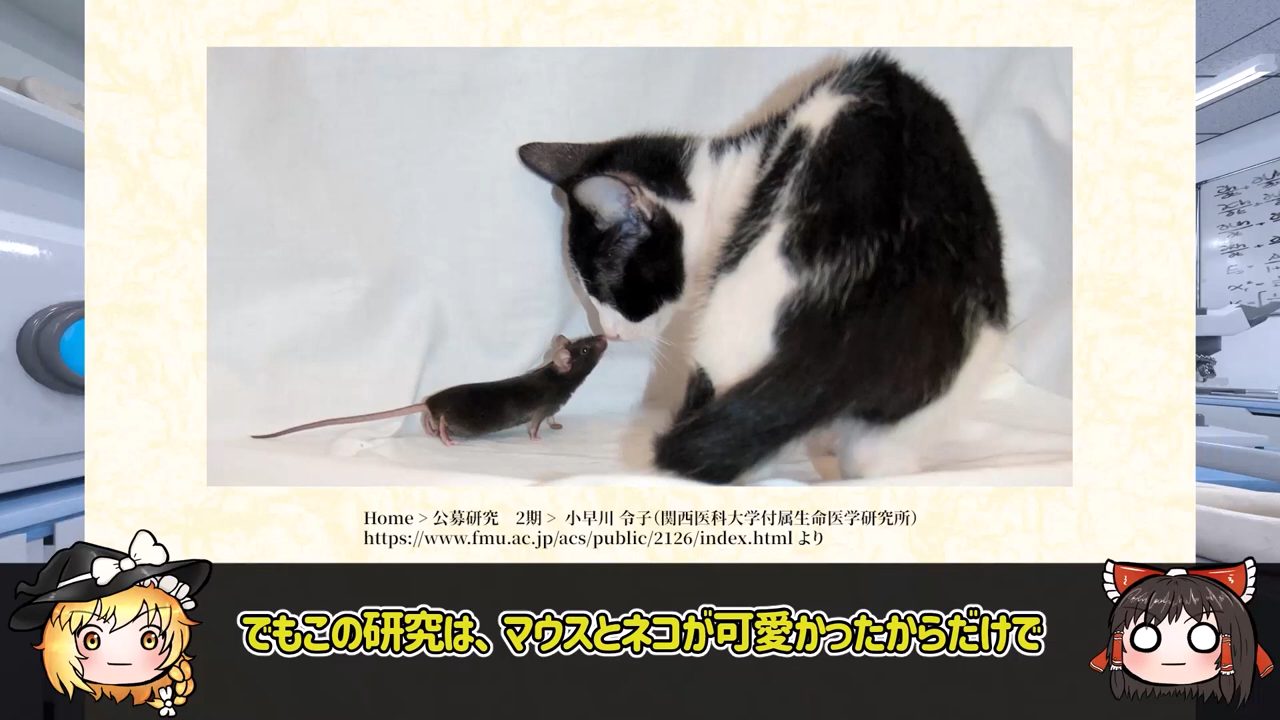 Home > 公募研究　2期 >  小早川 令子（関西医科大学付属生命医学研究所）
https://www.fmu.ac.jp/acs/public/2126/index.html より
でもこの研究は、マウスとネコが可愛かったからだけで